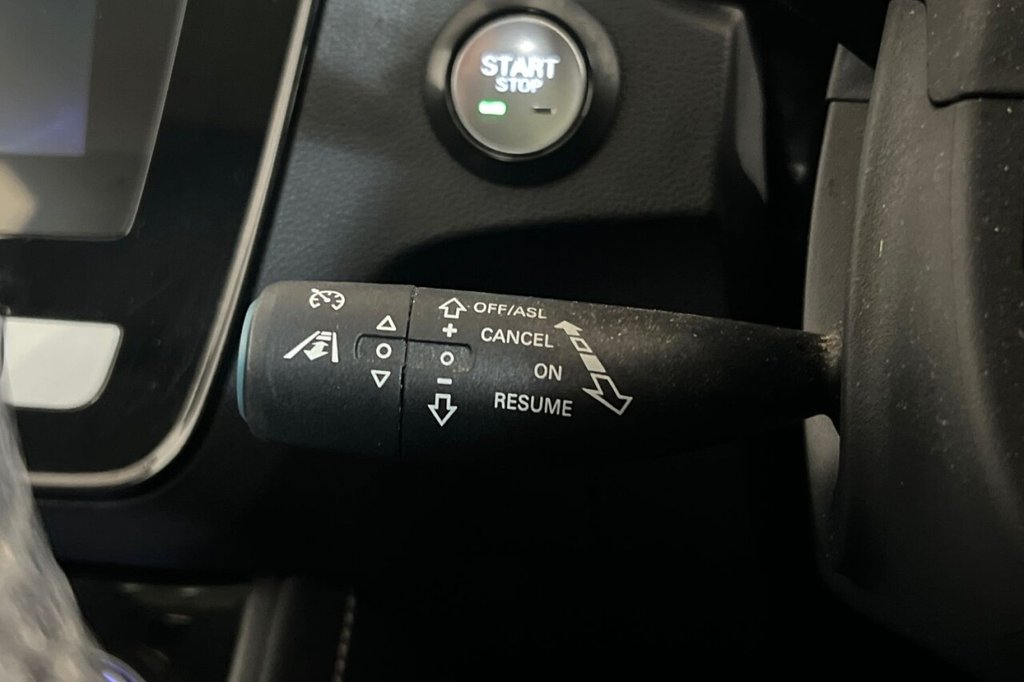 START
STOP
OFF/ASL
+
CANCEL
ON
−
RESUME